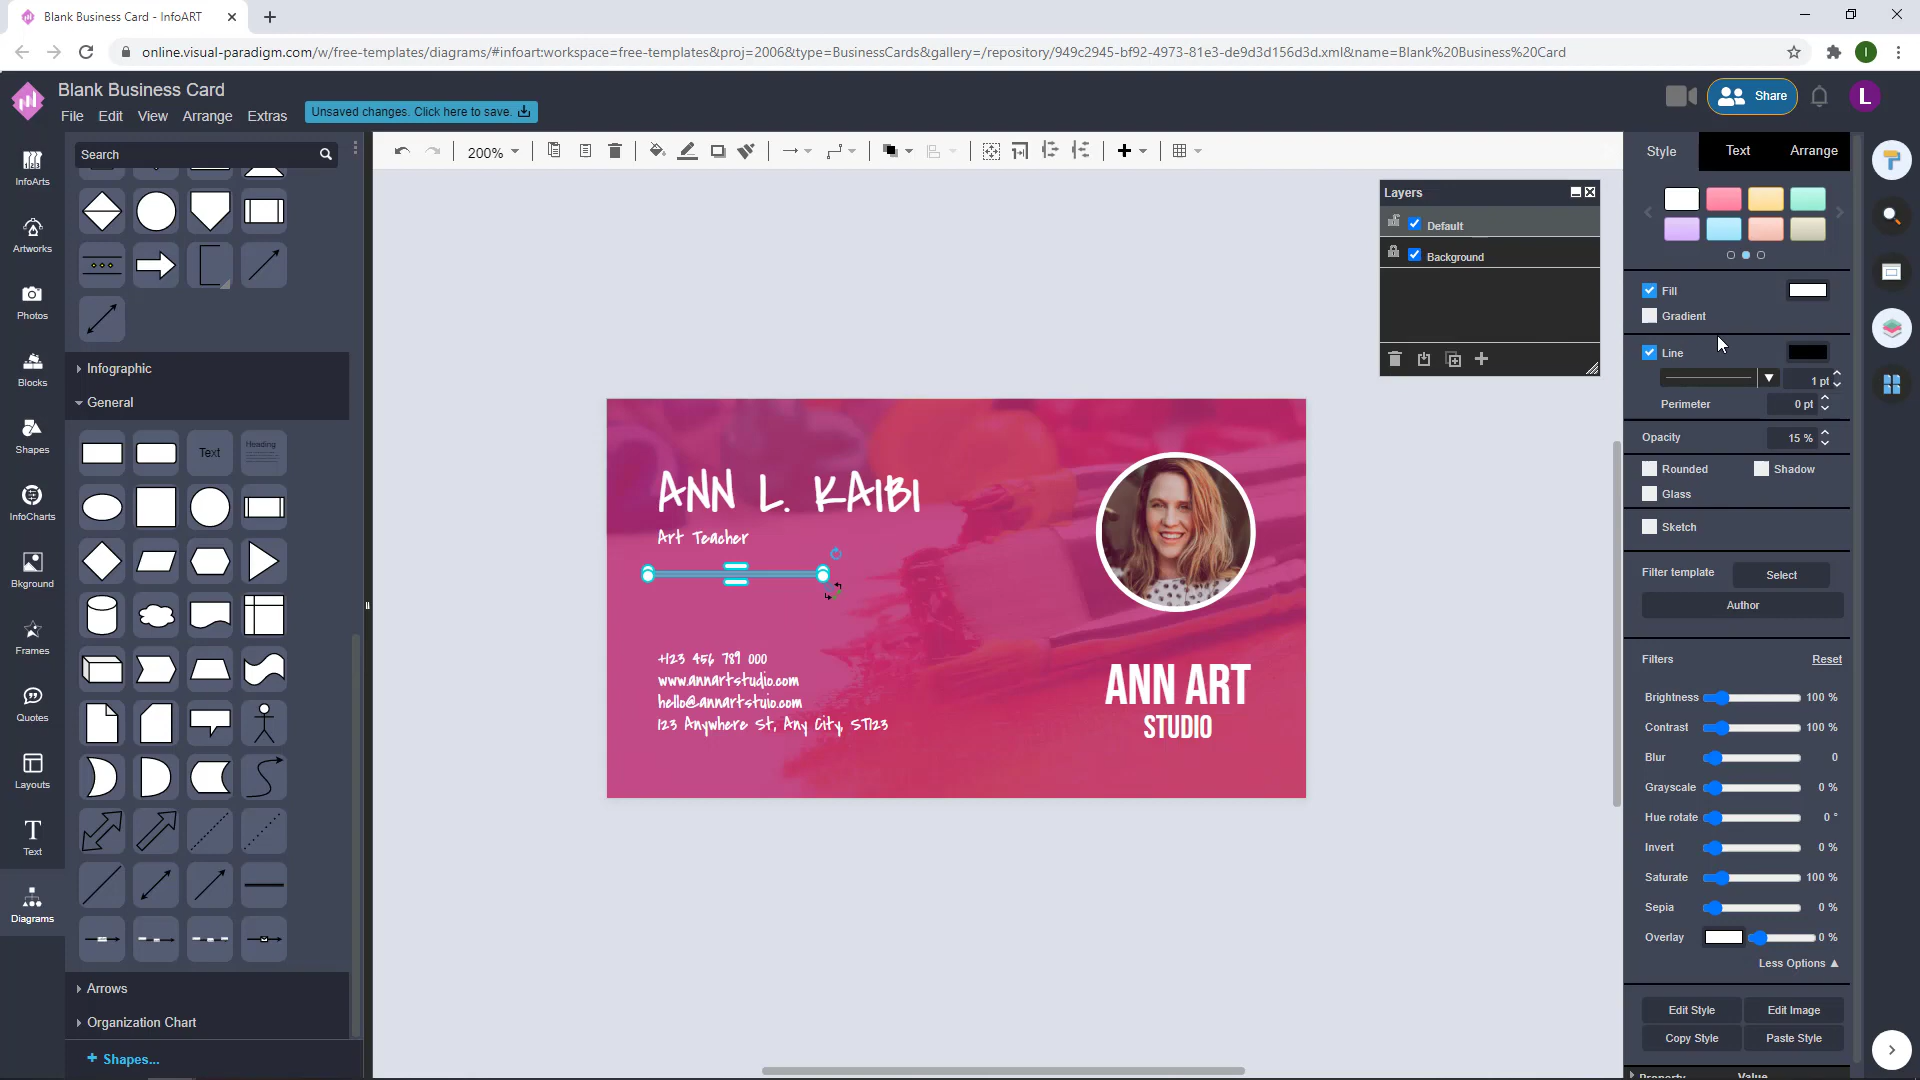 Blank Business Card - InfoART
online.visual-paradigm.com/w/free-templates/diagrams/#infoart:workspace=free-templates&proj=2006&type=BusinessCards&gallery=/repository/949c2945-bf92-4973-81e3-de9d3d156d3d.xml&name=Blank%20Business%20Card
I
Blank Business Card
File Edit View Arrange Extras
Unsaved changes. Click here to save.
Share
L
InfoArts
Artworks
Photos
Blocks
Shapes
InfoCharts
Bkground
Frames
Quotes
Layouts
Text
Diagrams
Search
Infographic
General
Text
Heading
Arrows
Organization Chart
+ Shapes...
200%
Layers
Default
Background
ANN L. KAIBI
Art Teacher
+123 456 789 000
www.annartstudio.com
hello@annartstuio.com
123 Anywhere St, Any City, ST123
ANN ART
STUDIO
Style Text Arrange
Fill
Gradient
Line
1 pt
Perimeter 0 pt
Opacity 15 %
Rounded Shadow
Glass
Sketch
Filter template Select
Author
Filters Reset
Brightness 100 %
Contrast 100 %
Blur 0
Grayscale 0 %
Hue rotate 0 °
Invert 0 %
Saturate 100 %
Sepia 0 %
Overlay 0 %
Less Options ▲
Edit Style Edit Image
Copy Style Paste Style
Property Value